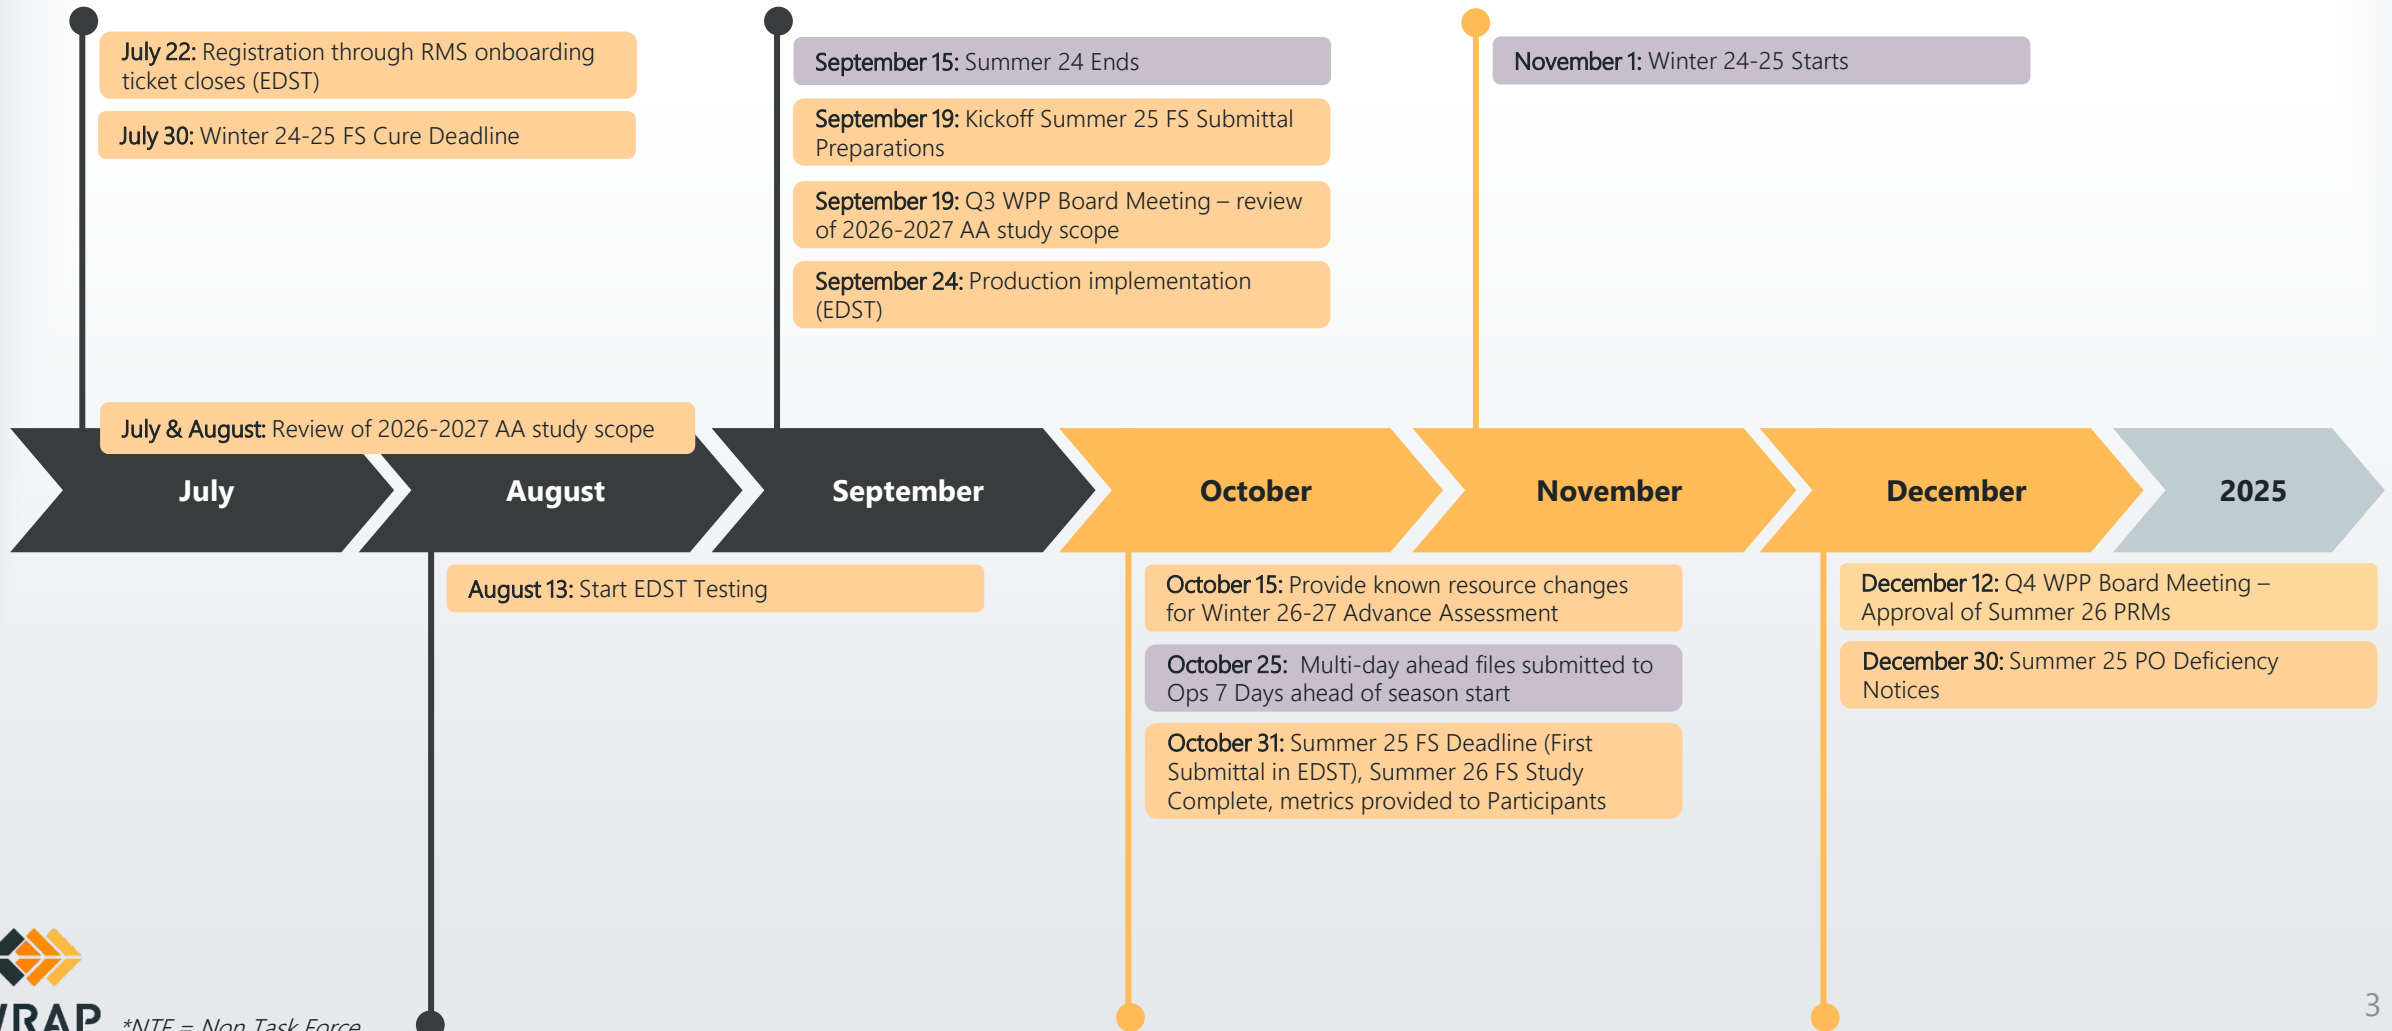 July 22: Registration through RMS onboarding
ticket closes (EDST)
July 30: Winter 24-25 FS Cure Deadline
September 15: Summer 24 Ends
September 19: Kickoff Summer 25 FS Submittal
Preparations
September 19: Q3 WPP Board Meeting – review
of 2026-2027 AA study scope
September 24: Production implementation
(EDST)
November 1: Winter 24-25 Starts
July & August: Review of 2026-2027 AA study scope
July
August
September
October
November
December
2025
August 13: Start EDST Testing
October 15: Provide known resource changes
for Winter 26-27 Advance Assessment
October 25:  Multi-day ahead files submitted to
Ops 7 Days ahead of season start
October 31: Summer 25 FS Deadline (First
Submittal in EDST), Summer 26 FS Study
Complete, metrics provided to Participants
December 12: Q4 WPP Board Meeting –
Approval of Summer 26 PRMs
December 30: Summer 25 PO Deficiency
Notices
WRAP
*NTF = Non Task Force
3